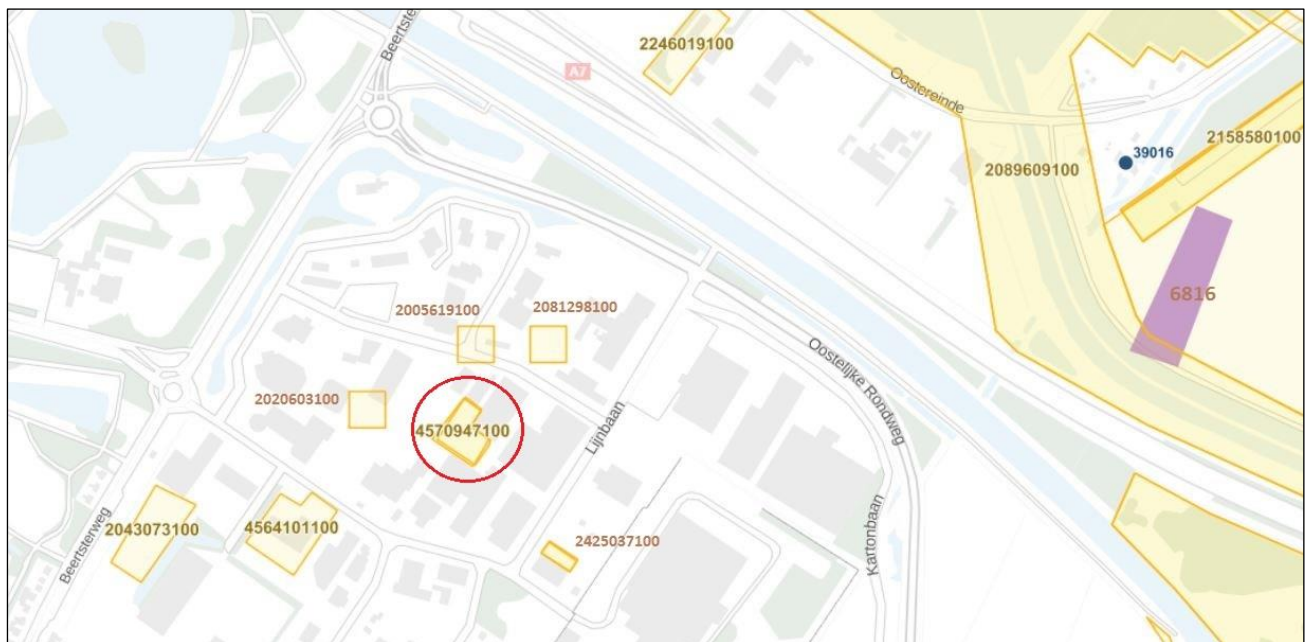 Beertste
2246019100
A7
Oostereinde
39016
2158580100
2089609100
6816
2005619100
2081298100
Oostelijke Rondweg
2020603100
4570947100
Lijnbaan
2043073100
4564101100
2425037100
Beertsterweg
Kartonbaan